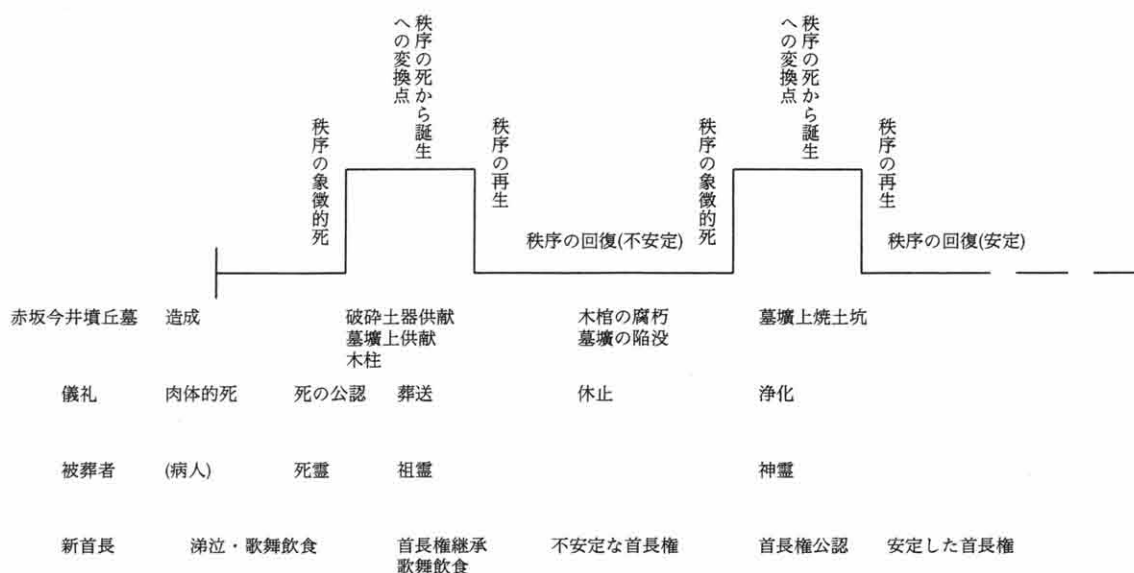 秩序の象徴的死
秩序の死から誕生
への変換点
秩序の再生
秩序の象徴的死
秩序の死から誕生
への変換点
秩序の再生
秩序の回復(不安定)
秩序の回復(安定)
赤坂今井墳丘墓 造成 破砕土器供献 木棺の腐朽 墓壙上焼土坑
墓壙上供献 墓壙の陥没
木柱
儀礼 肉体的死 死の公認 葬送 休止 浄化
被葬者 (病人) 死霊 祖霊 神霊
新首長 涕泣・歌舞飲食 首長権継承 不安定な首長権 首長権公認 安定した首長権
歌舞飲食